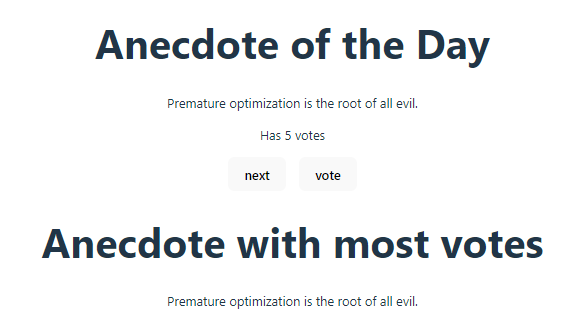 Anecdote of the Day
Premature optimization is the root of all evil.
Has 5 votes
next vote
Anecdote with most votes
Premature optimization is the root of all evil.